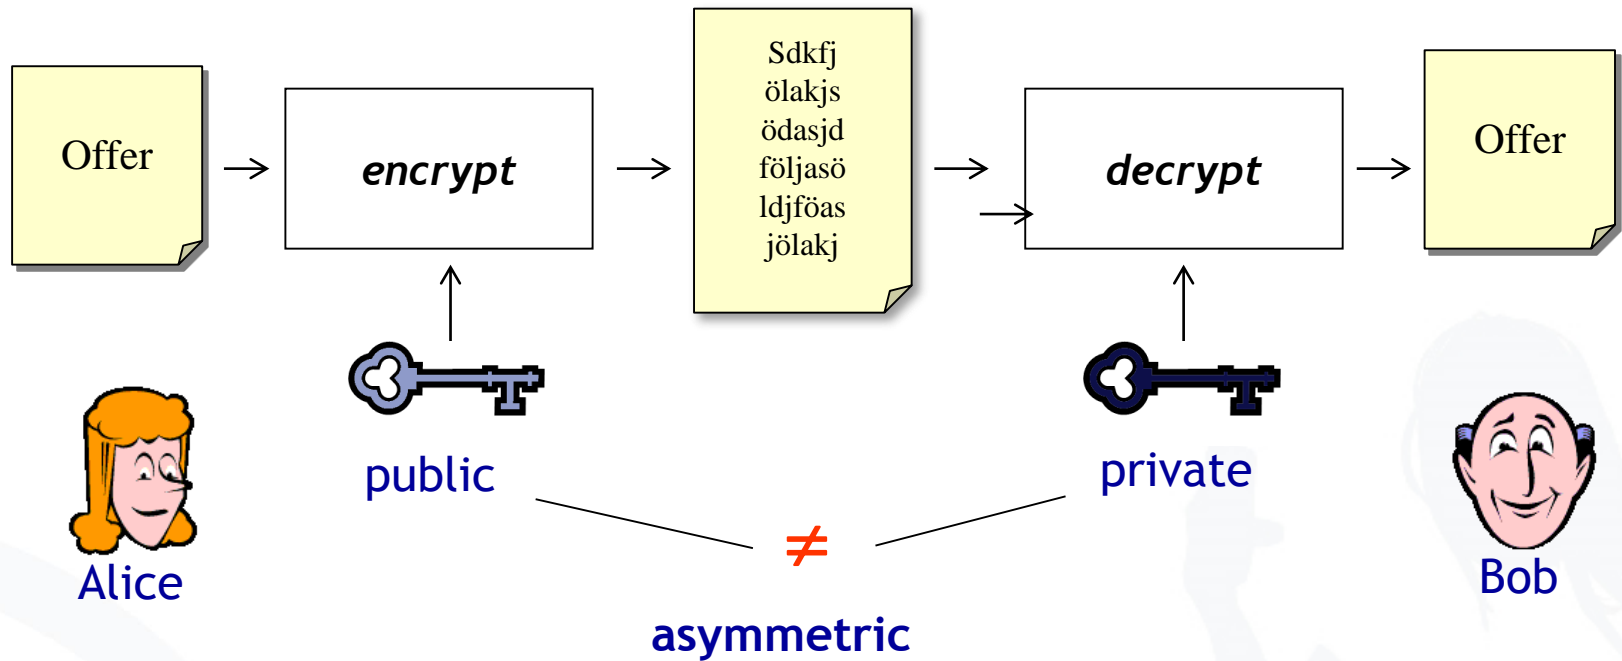 Offer
encrypt
Sdkfj
ölakjs
ödasjd
följasö
ldjföas
jölakj
decrypt
Offer
public
private
≠
Alice
Bob
asymmetric